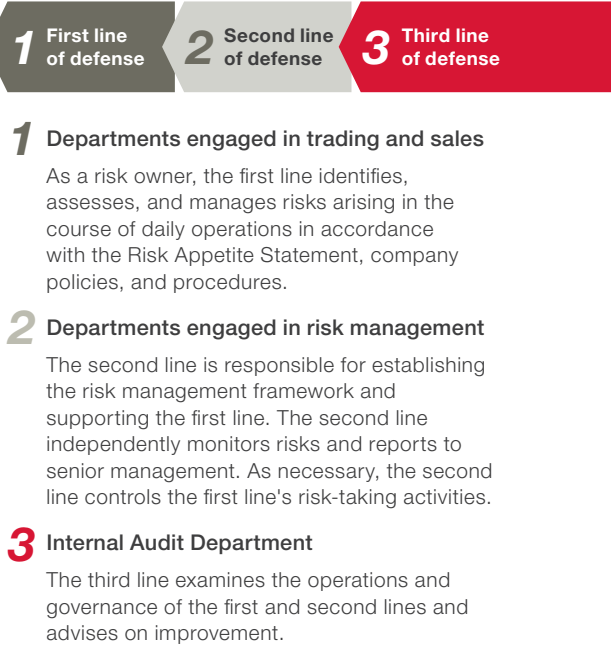 1 First line
of defense
2 Second line
of defense
3 Third line
of defense
1 Departments engaged in trading and sales
As a risk owner, the first line identifies,
assesses, and manages risks arising in the
course of daily operations in accordance
with the Risk Appetite Statement, company
policies, and procedures.
2 Departments engaged in risk management
The second line is responsible for establishing
the risk management framework and
supporting the first line. The second line
independently monitors risks and reports to
senior management. As necessary, the second
line controls the first line's risk-taking activities.
3 Internal Audit Department
The third line examines the operations and
governance of the first and second lines and
advises on improvement.